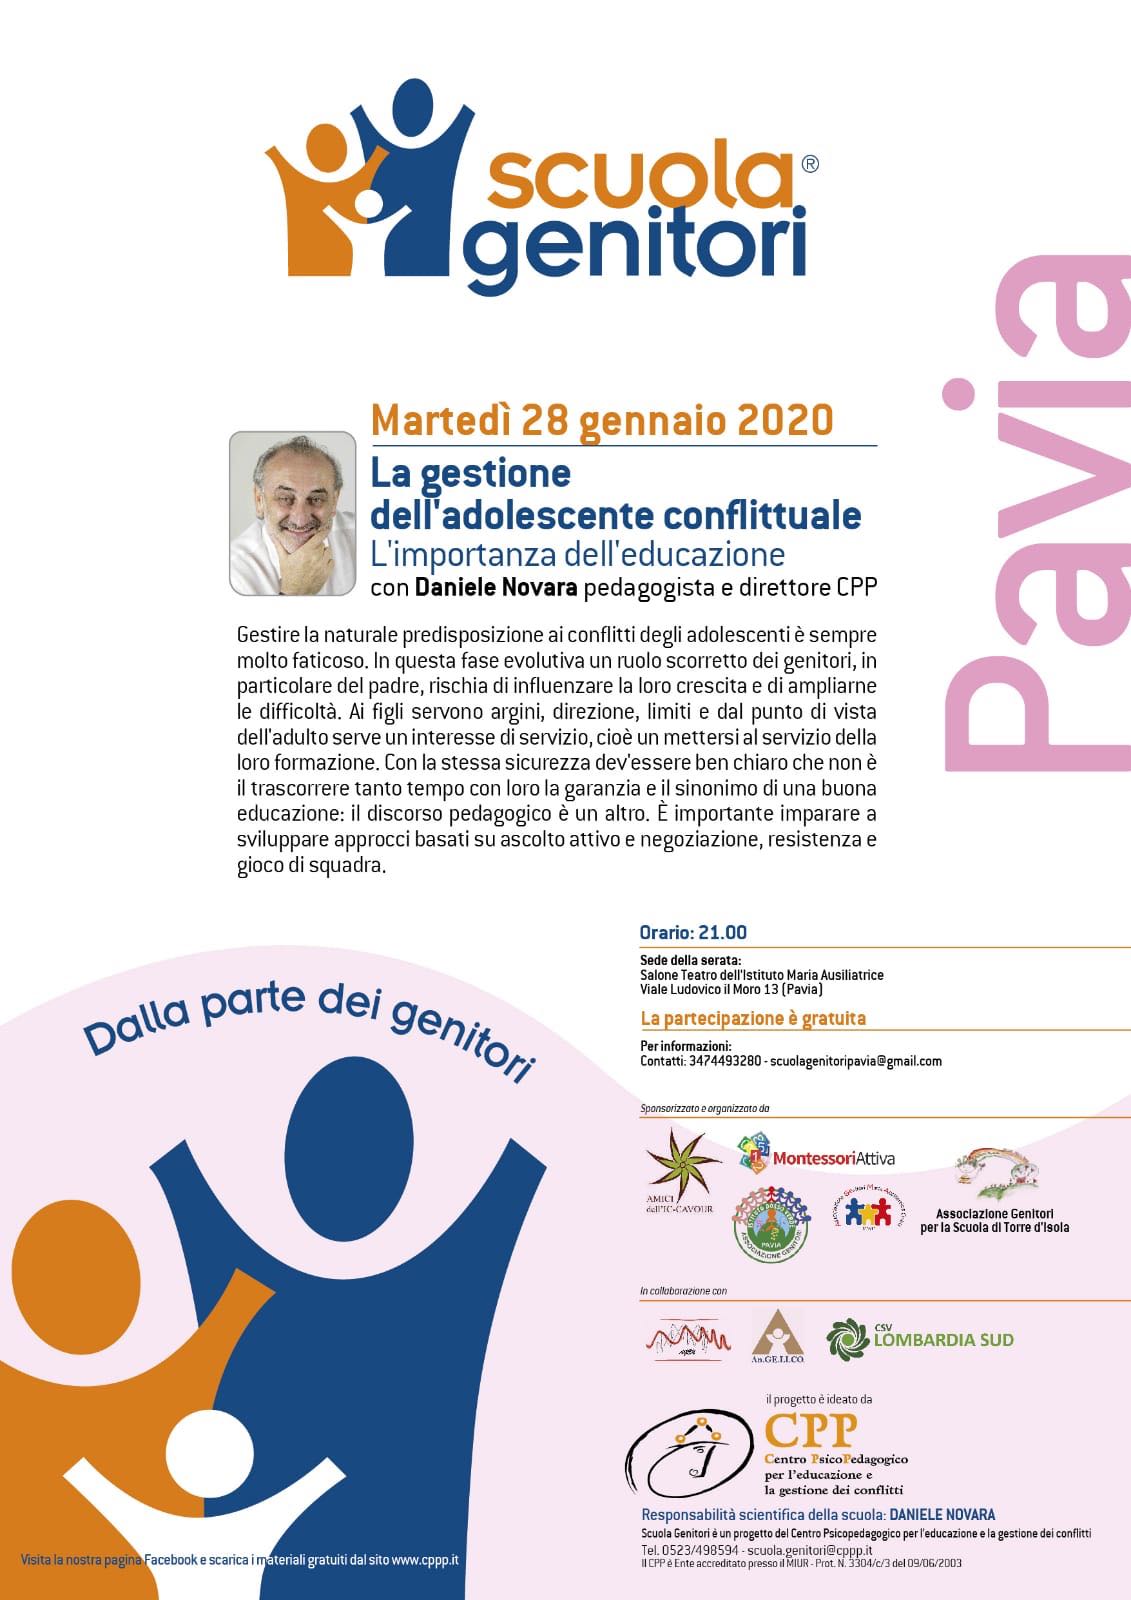 scuola®
genitori
Pavia
Martedì 28 gennaio 2020
La gestione
dell'adolescente conflittuale
L'importanza dell'educazione
con Daniele Novara pedagogista e direttore CPP
Gestire la naturale predisposizione ai conflitti degli adolescenti è sempre
molto faticoso. In questa fase evolutiva un ruolo scorretto dei genitori, in
particolare del padre, rischia di influenzare la loro crescita e di ampliarne
le difficoltà. Ai figli servono argini, direzione, limiti e dal punto di vista
dell'adulto serve un interesse di servizio, cioè un mettersi al servizio della
loro formazione. Con la stessa sicurezza dev'essere ben chiaro che non è
il trascorrere tanto tempo con loro la garanzia e il sinonimo di una buona
educazione: il discorso pedagogico è un altro. È importante imparare a
sviluppare approcci basati su ascolto attivo e negoziazione, resistenza e
gioco di squadra.
Orario: 21.00
Sede della serata:
Salone Teatro dell'Istituto Maria Ausiliatrice
Viale Ludovico il Moro 13 (Pavia)
La partecipazione è gratuita
Per informazioni:
Contatti: 3474493280 - scuolagenitoripavia@gmail.com
Dalla parte dei genitori
Sponsorizzato e organizzato da
AMICI
dell'IC-CAVOUR
MontessoriAttiva
PAVIA
ASSOCIAZIONE GENITORI
Associazione Genitori
per la Scuola di Torre d'Isola
In collaborazione con
An.GE.LI.CO.
CSV
LOMBARDIA SUD
il progetto è ideato da
CPP
Centro PsicoPedagogico
per l'educazione e
la gestione dei conflitti
Responsabilità scientifica della scuola: DANIELE NOVARA
Scuola Genitori è un progetto del Centro Psicopedagogico per l'educazione e la gestione dei conflitti
Tel. 0523/498594 - scuola.genitori@cppp.it
Il CPP è Ente accreditato presso il MIUR - Prot. N. 3304/c/3 del 09/06/2003
Visita la nostra pagina Facebook e scarica i materiali gratuiti dal sito www.cppp.it